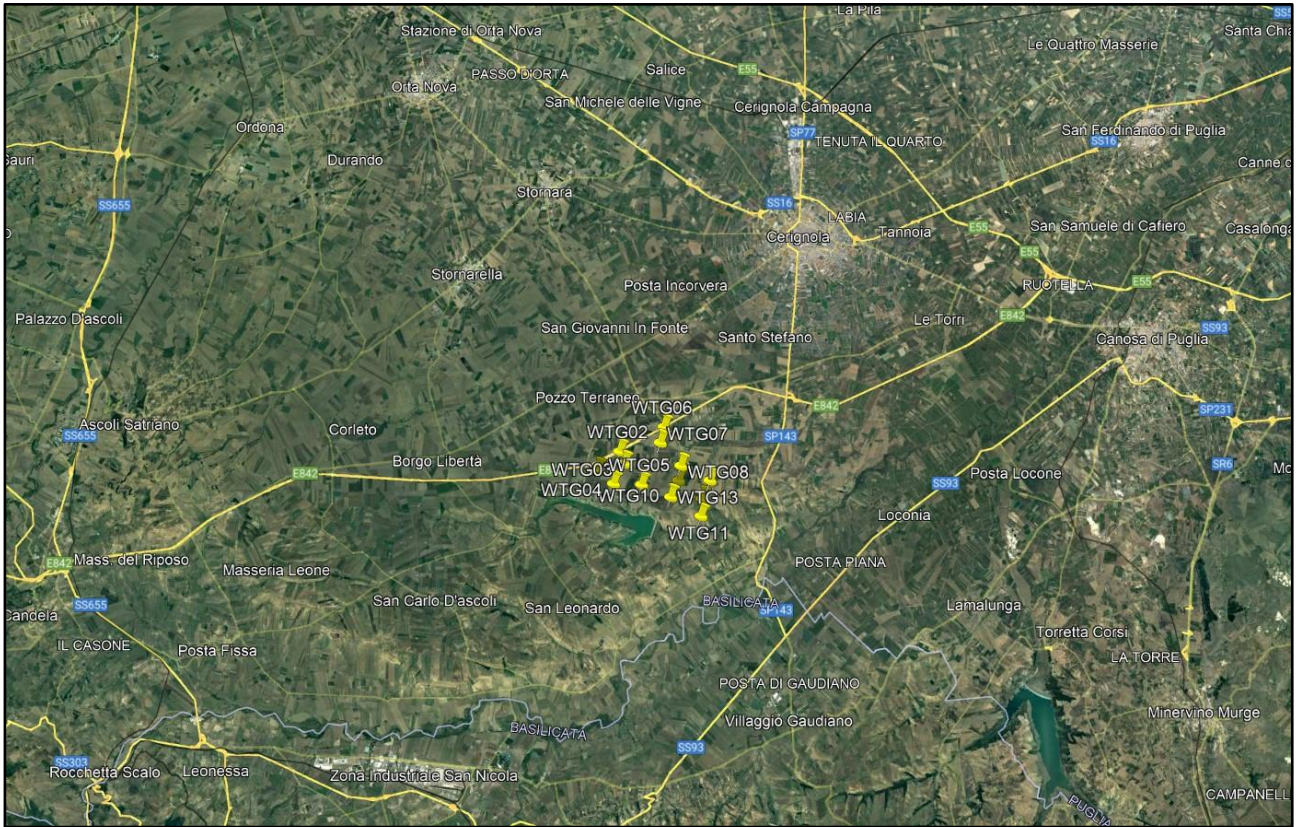 La Pila
SS5
Stazione di Orta Nova
Santa Chia
Le Quattro Masserie
Salice
E55
PASSO D'ORTA
Orta Nova
San Michele delle Vigne
Cerignola Campagna
Ordona
SP77
TENUTA IL QUARTO
San Ferdinando di Puglia
SS16
Sauri
Durando
Canne d
Stornara
SS655
SS16
LABIA
Cerignola
Tannoia
E55
San Samuele di Cafiero
Casalonga
E55
Stornarella
Posta Incorvera
RUOTELLA
E55
Palazzo D'ascoli
San Giovanni In Fonte
Le Torri
E842
SS93
Santo Stefano
Canosa di Puglia
Pozzo Terraneo
WTG06
E842
SP231
Ascoli Satriano
SS655
Corleto
WTG02
WTG07
SP143
Borgo Libertà
E842
E8
WTG03
WTG05
WTG08
Posta Locone
SR6
Mo
SS93
WTG04
WTG10
WTG13
Loconia
WTG11
Mass. del Riposo
E842
Masseria Leone
POSTA PIANA
SS655
San Carlo D'ascoli
San Leonardo
BASILICATA
SP143
Lamalunga
Candela
Torretta Corsi
IL CASONE
Posta Fissa
LA TORRE
POSTA DI GAUDIANO
Villaggio Gaudiano
Minervino Murge
BASILICATA
SS93
SS303
Rocchetta Scalo
Leonessa
Zona Industriale San Nicola
PUGLIA
CAMPANELL